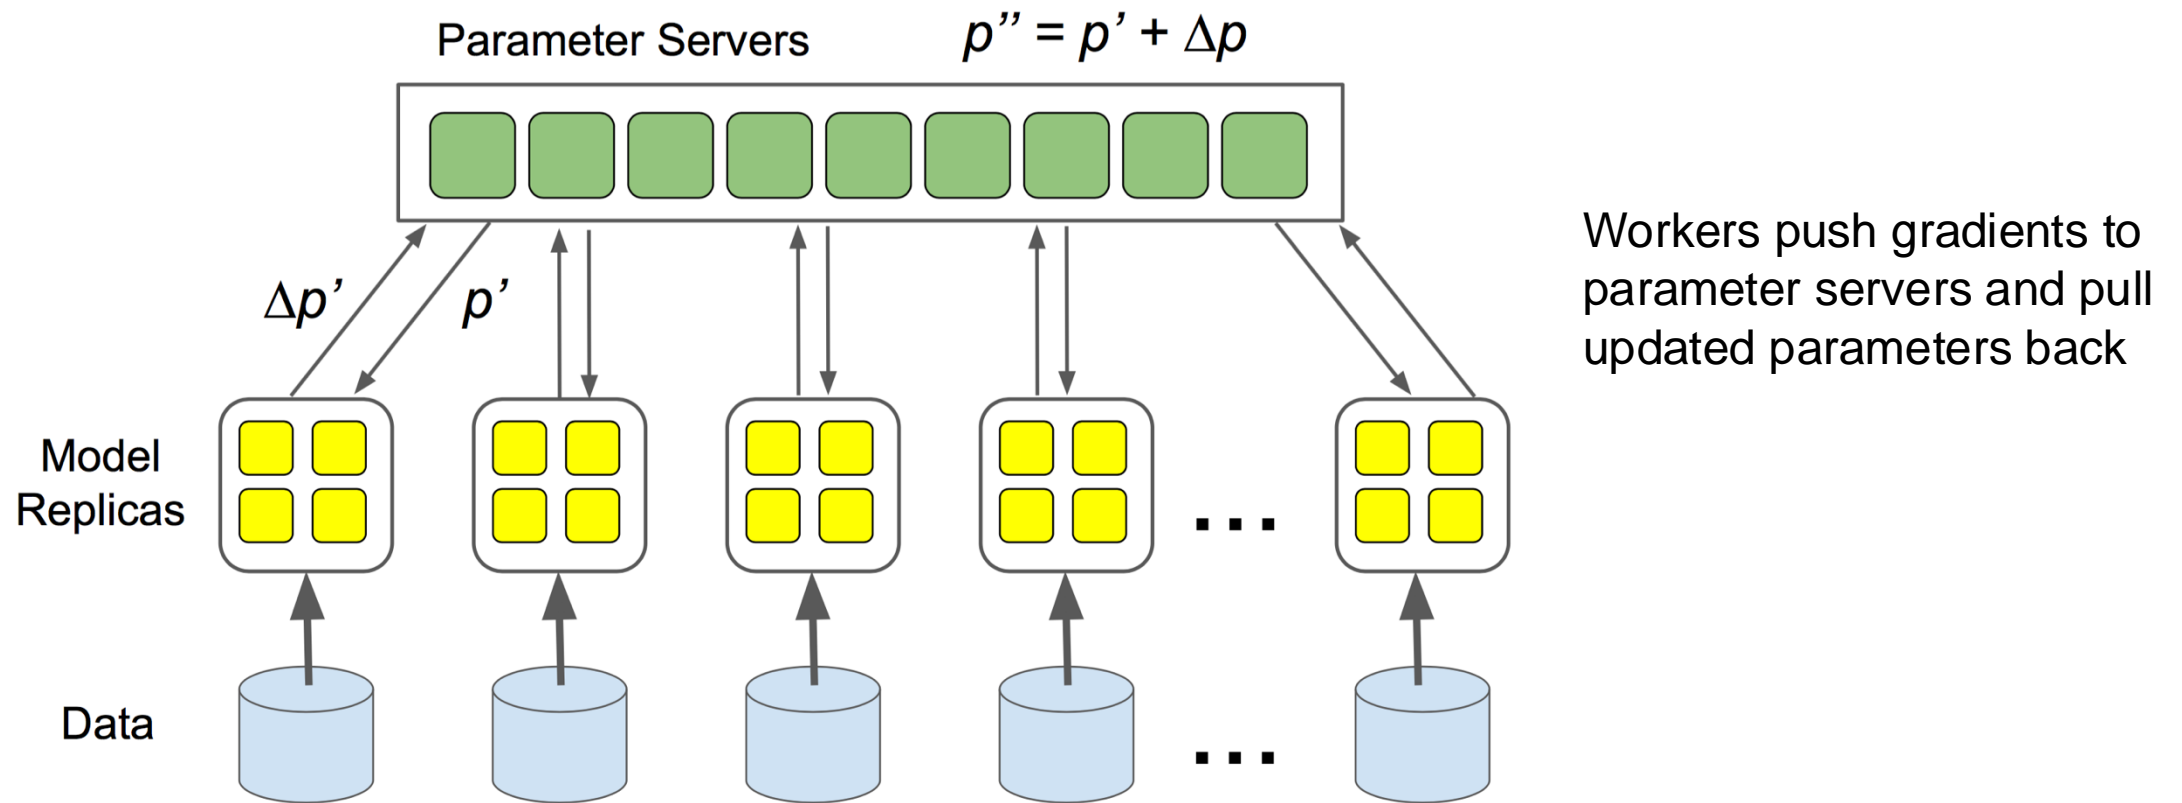 Parameter Servers
p’’ = p’ + Δp
Δp’
p’
Workers push gradients to
parameter servers and pull
updated parameters back
Model
Replicas
...
Data
...